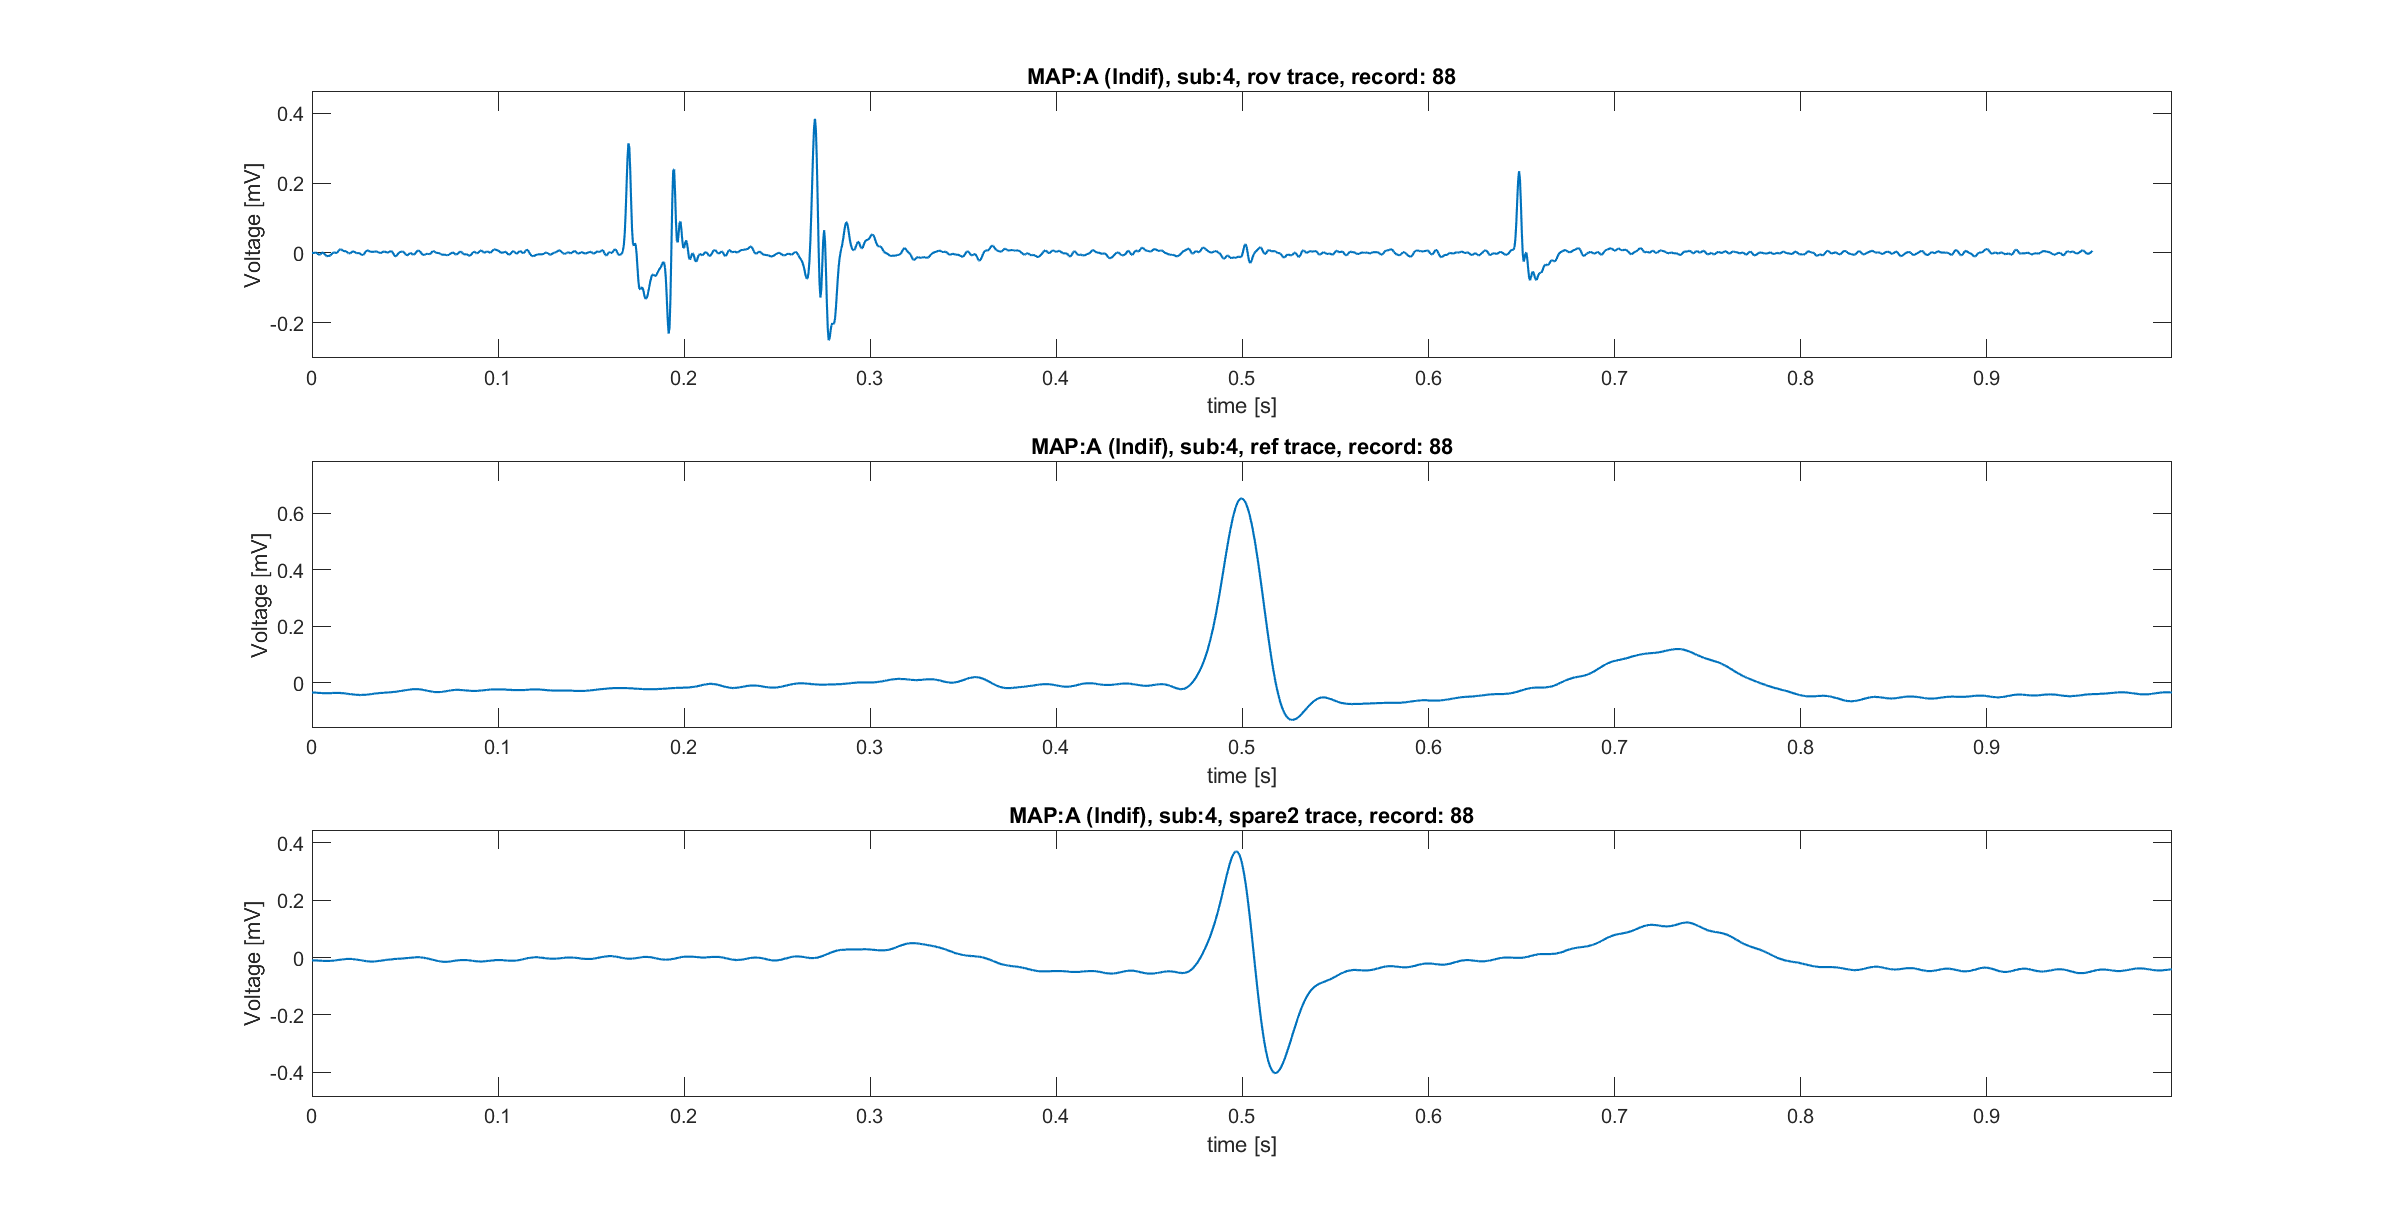 MAP:A (Indif), sub:4, rov trace, record: 88
Voltage [mV]
0.4
0.2
0
-0.2
0 0.1 0.2 0.3 0.4 0.5 0.6 0.7 0.8 0.9
time [s]
MAP:A (Indif), sub:4, ref trace, record: 88
Voltage [mV]
0.6
0.4
0.2
0
0 0.1 0.2 0.3 0.4 0.5 0.6 0.7 0.8 0.9
time [s]
MAP:A (Indif), sub:4, spare2 trace, record: 88
Voltage [mV]
0.4
0.2
0
-0.2
-0.4
0 0.1 0.2 0.3 0.4 0.5 0.6 0.7 0.8 0.9
time [s]